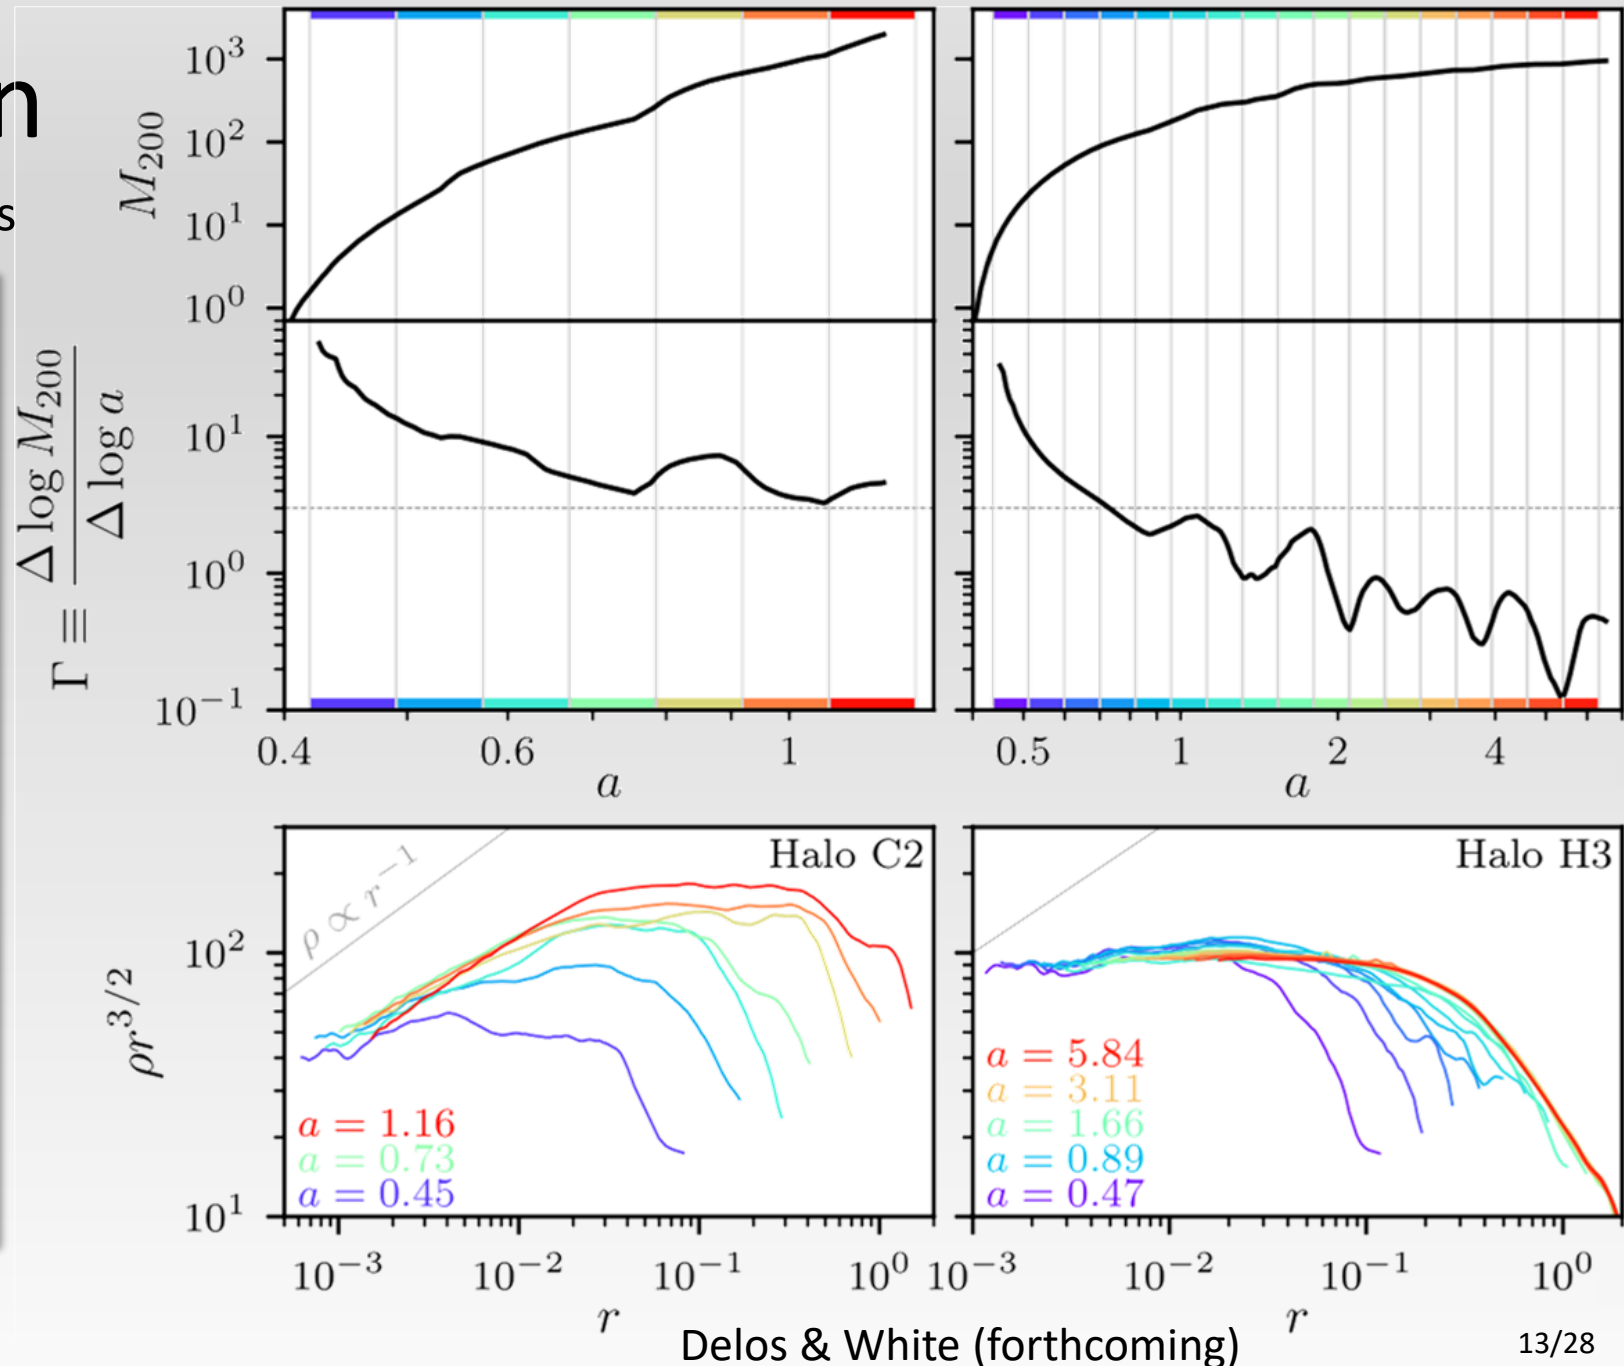 n
s
10^3
10^2
10^1
10^0
M_200
10^1
10^0
10^-1
Γ ≡ Δ log M_200 / Δ log a
0.4 0.6 1
a
0.5 1 2 4
a
ρ ∝ r^-1
Halo C2
Halo H3
10^2
10^1
ρr^3/2
a = 1.16
a = 0.73
a = 0.45
a = 5.84
a = 3.11
a = 1.66
a = 0.89
a = 0.47
10^-3 10^-2 10^-1 10^0
r
10^-3 10^-2 10^-1 10^0
r
Delos & White (forthcoming)
13/28